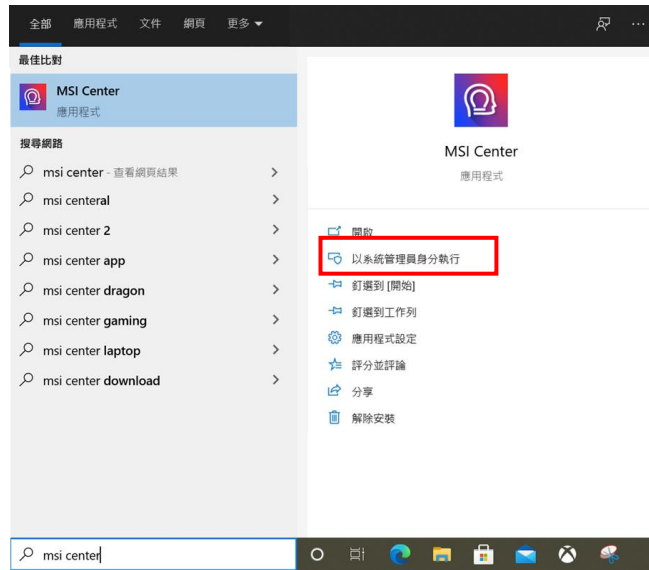 全部 應用程式 文件 網頁 更多
最佳比對
MSI Center
應用程式
搜尋網路
msi center - 查看網頁結果
msi centeral
msi center 2
msi center app
msi center dragon
msi center gaming
msi center laptop
msi center download
msi center
MSI Center
應用程式
開啟
以系統管理員身分執行
釘選到 [開始]
釘選到工作列
應用程式設定
評分並評論
分享
解除安裝